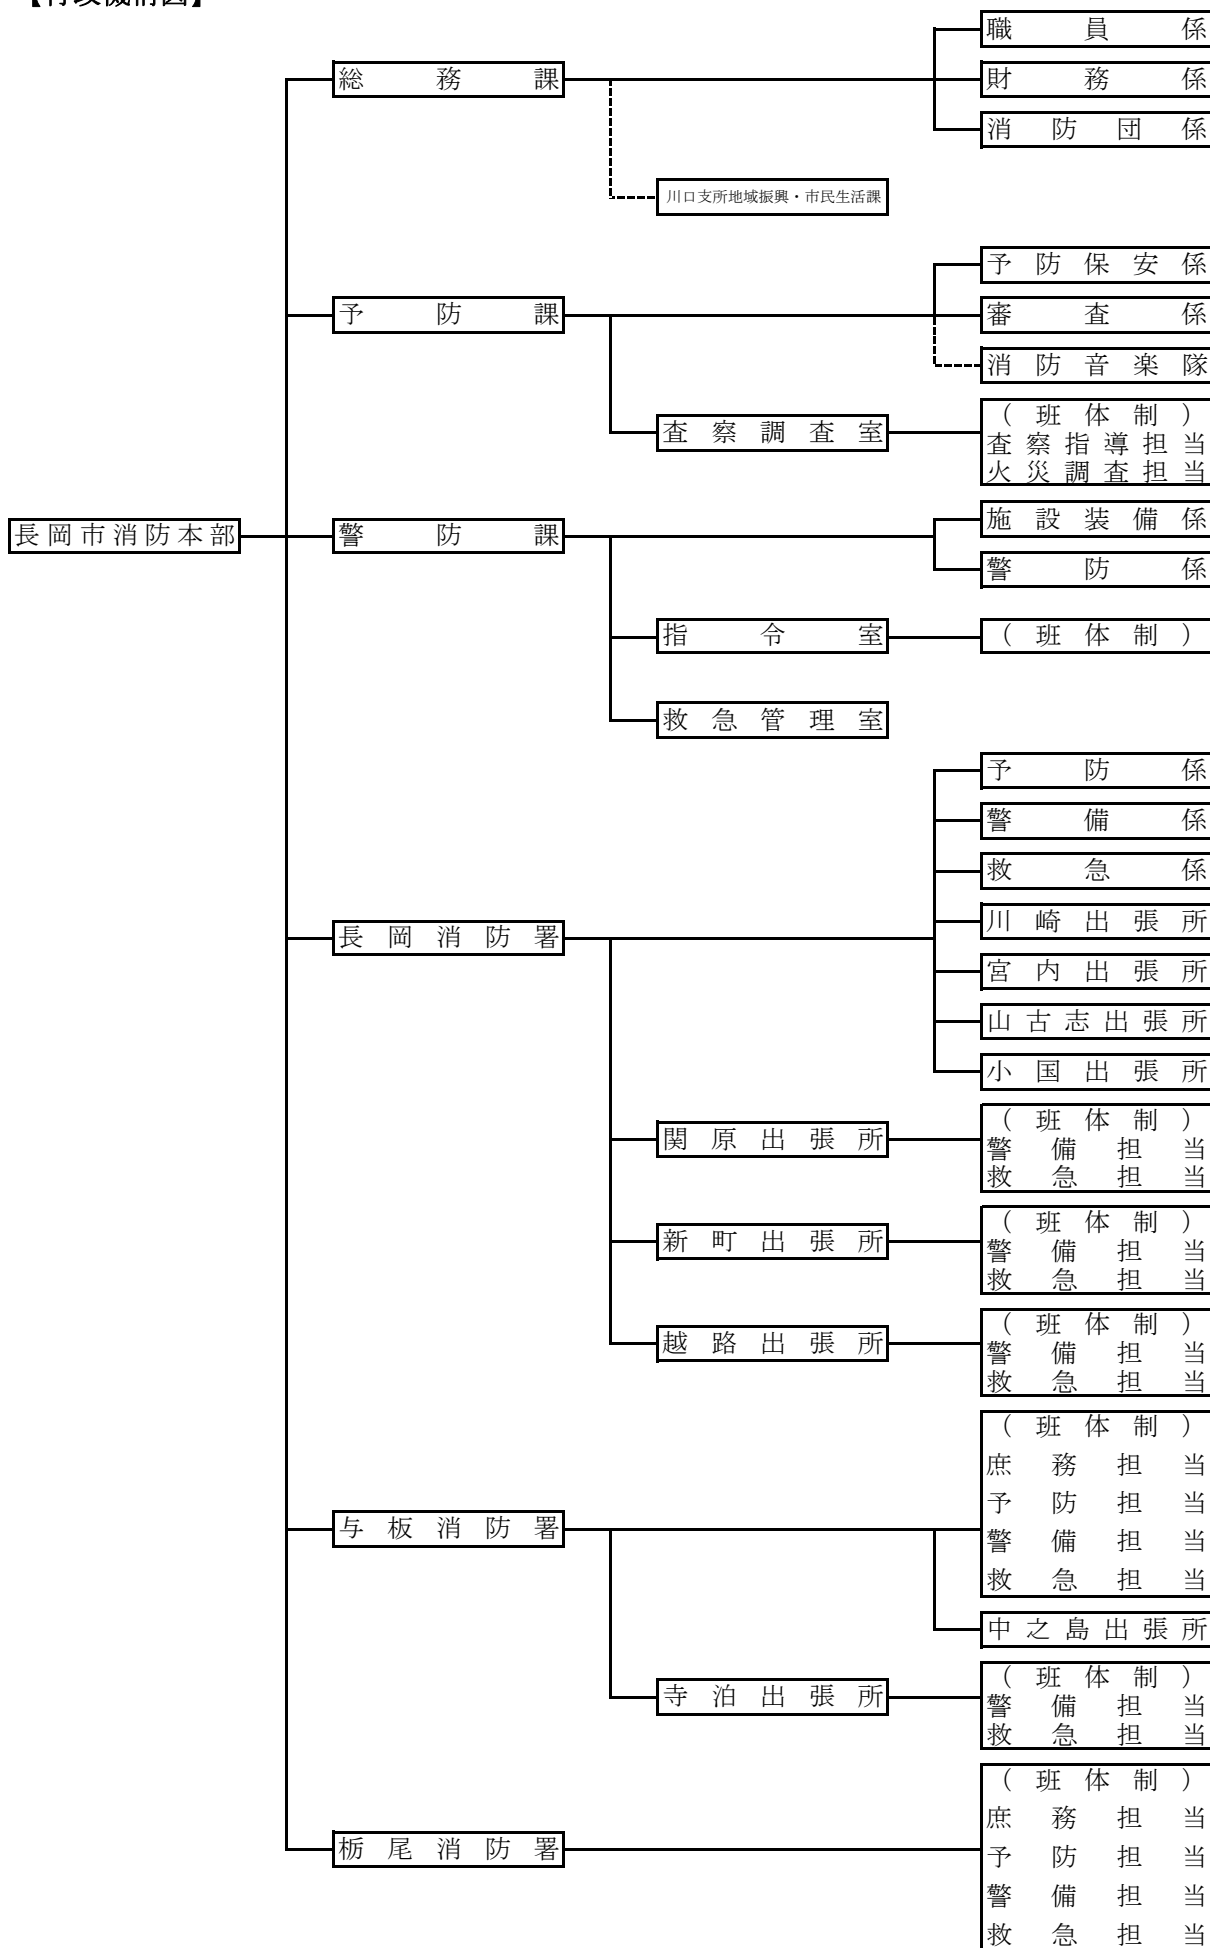 【行政機構図】
職員係
総務課
財務係
消防団係
川口支所地域振興・市民生活課
予防保安係
予防課
審査係
消防音楽隊
査察調査室
（班体制）
査察指導担当
火災調査担当
長岡市消防本部
警防課
施設装備係
警防係
指令室
（班体制）
救急管理室
長岡消防署
予防係
警備係
救急係
川崎出張所
宮内出張所
山古志出張所
小国出張所
関原出張所
（班体制）
警備担当
救急担当
新町出張所
（班体制）
警備担当
救急担当
越路出張所
（班体制）
警備担当
救急担当
与板消防署
（班体制）
庶務担当
予防担当
警備担当
救急担当
中之島出張所
寺泊出張所
（班体制）
警備担当
救急担当
栃尾消防署
（班体制）
庶務担当
予防担当
警備担当
救急担当